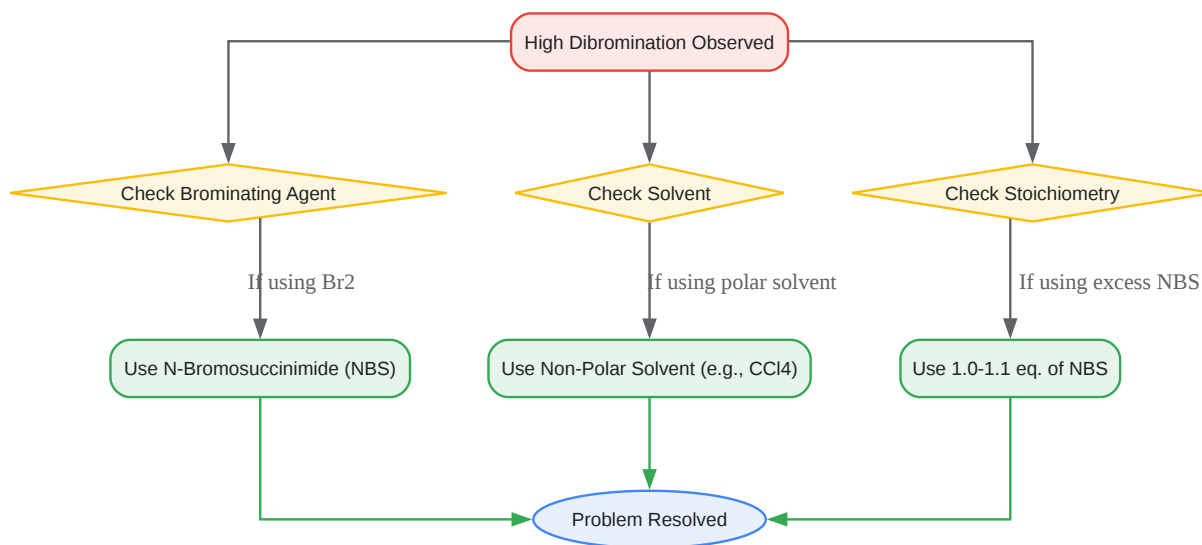 High Dibromination Observed
Check Brominating Agent
Check Solvent
Check Stoichiometry
If using Br2
If using polar solvent
If using excess NBS
Use N-Bromosuccinimide (NBS)
Use Non-Polar Solvent (e.g., CCl4)
Use 1.0-1.1 eq. of NBS
Problem Resolved